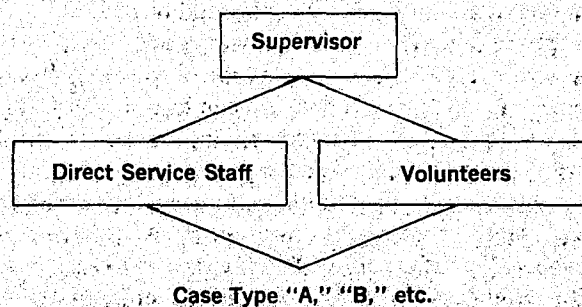 Supervisor
Direct Service Staff
Volunteers
Case Type “A,” “B,” etc.